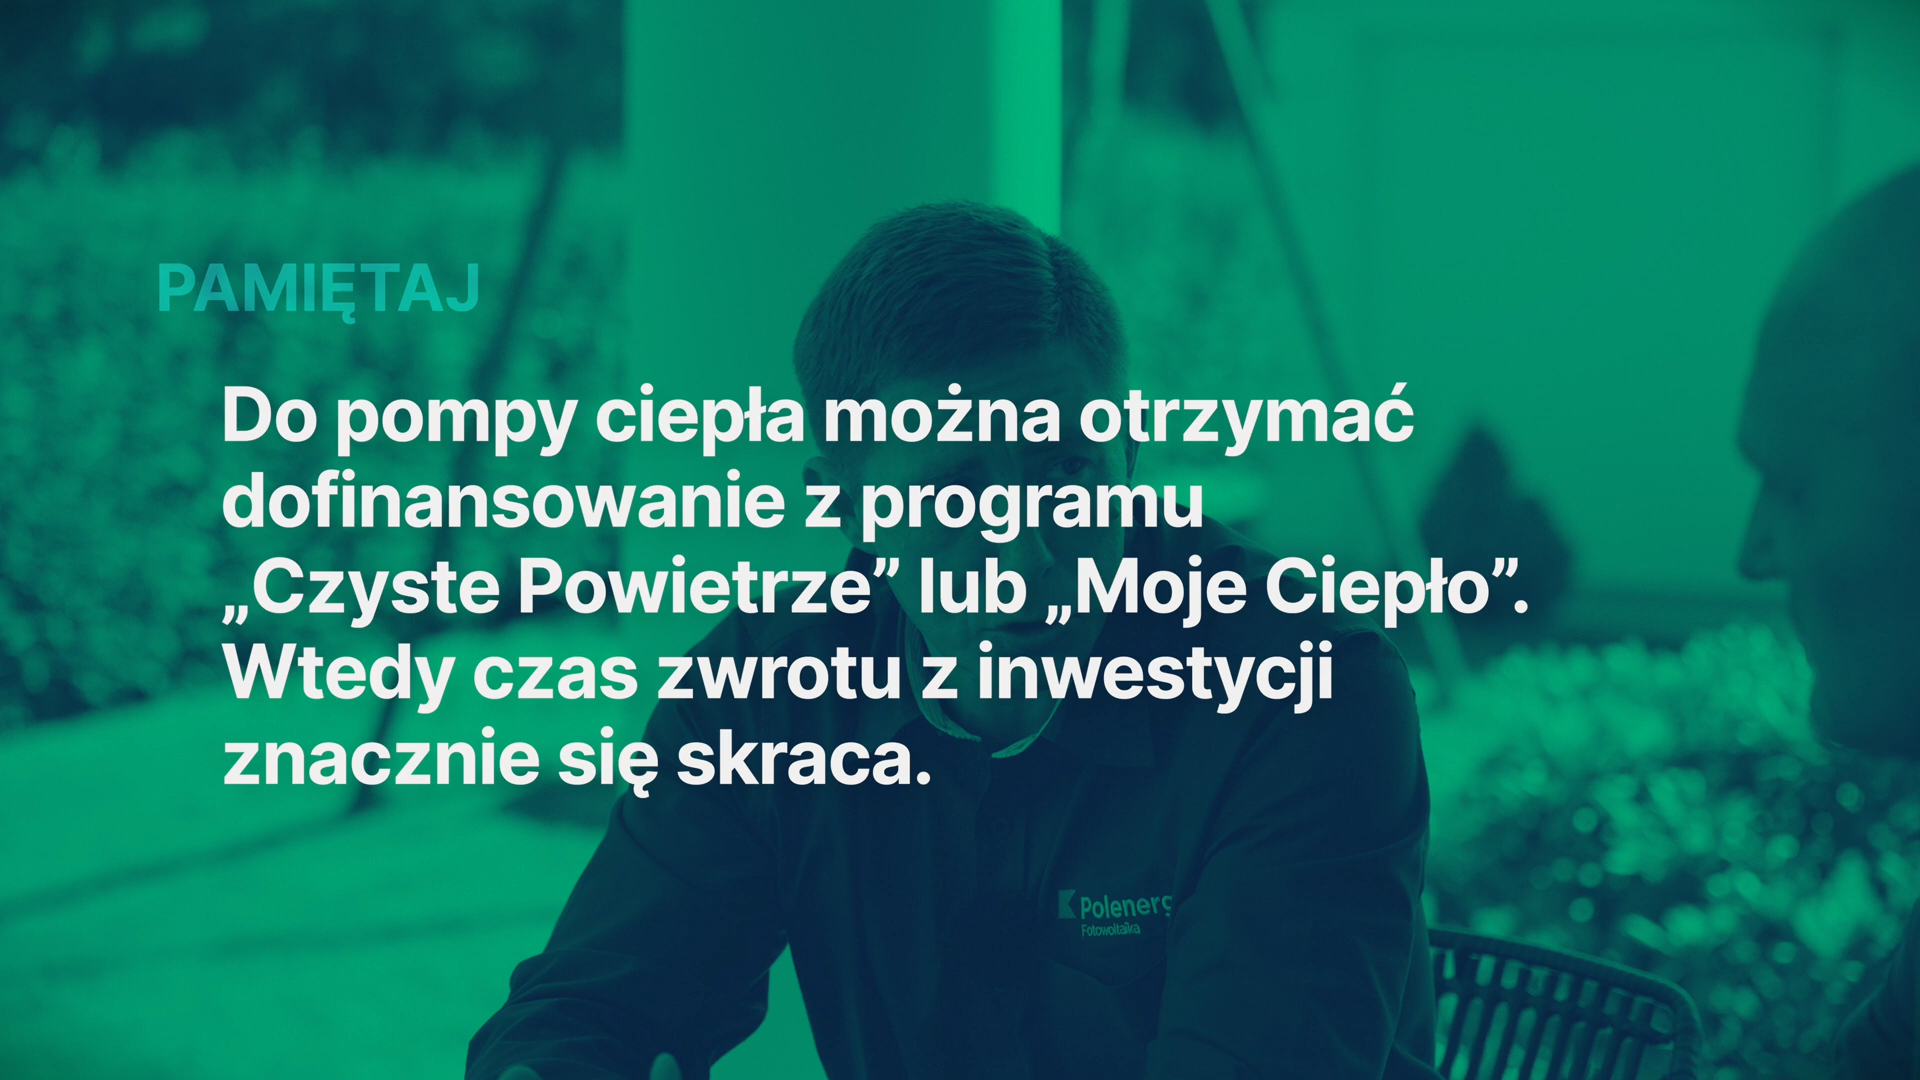 PAMIĘTAJ
Do pompy ciepła można otrzymać
dofinansowanie z programu
„Czyste Powietrze” lub „Moje Ciepło”.
Wtedy czas zwrotu z inwestycji
znacznie się skraca.
Polenerg
Fotowoltaika